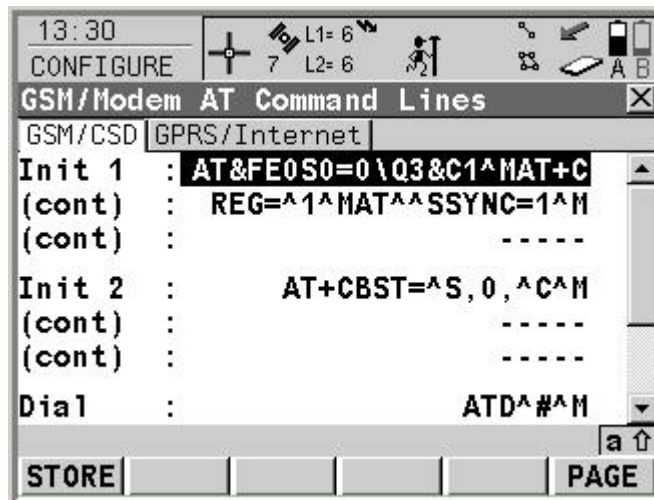 13:30
CONFIGURE
L1= 6
7 L2= 6
A B
GSM/Modem AT Command Lines
GSM/CSD GPRS/Internet
Init 1 : AT&FE0S0=0\Q3&C1^MAT+C
(cont) : REG=^1^MAT^^SSYNC=1^M
(cont) : -----
Init 2 : AT+CBST=^S,0,^C^M
(cont) : -----
(cont) : -----
Dial : ATD^#^M
a
STORE PAGE